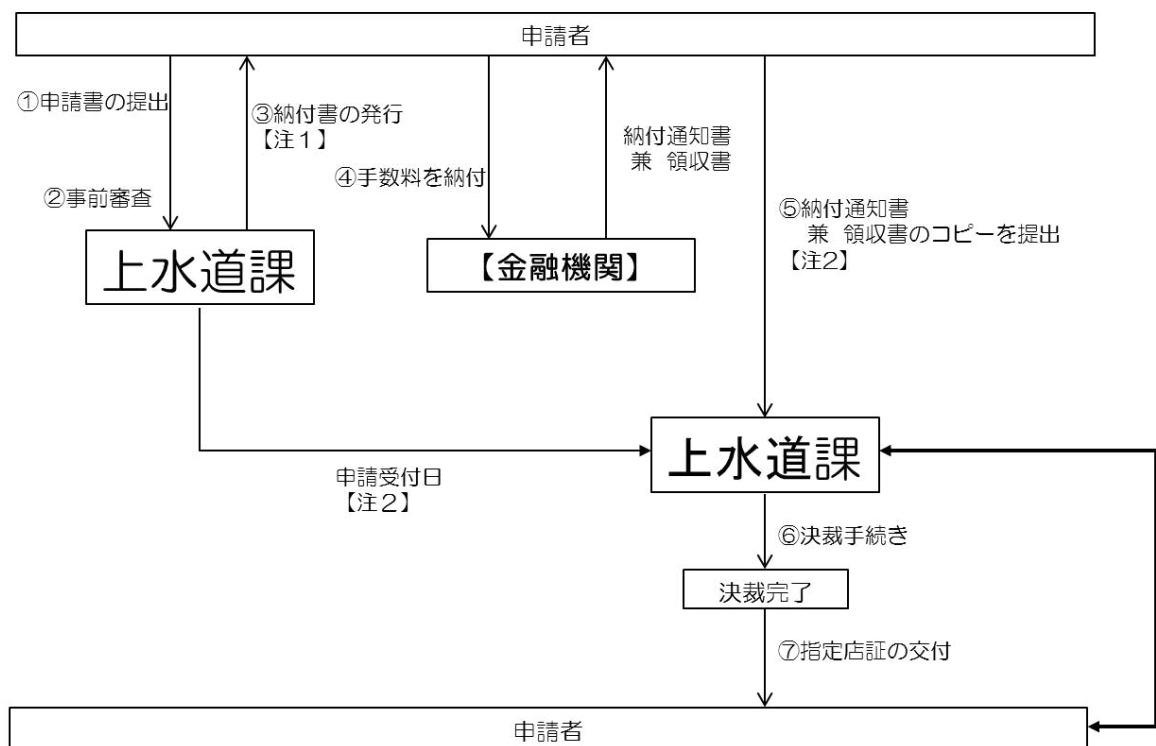 申請者
①申請書の提出
③納付書の発行
【注１】
②事前審査
上水道課
④手数料を納付
納付通知書
兼 領収書
【金融機関】
⑤納付通知書
兼 領収書のコピーを提出
【注2】
申請受付日
【注２】
上水道課
⑥決裁手続き
決裁完了
⑦指定店証の交付
申請者